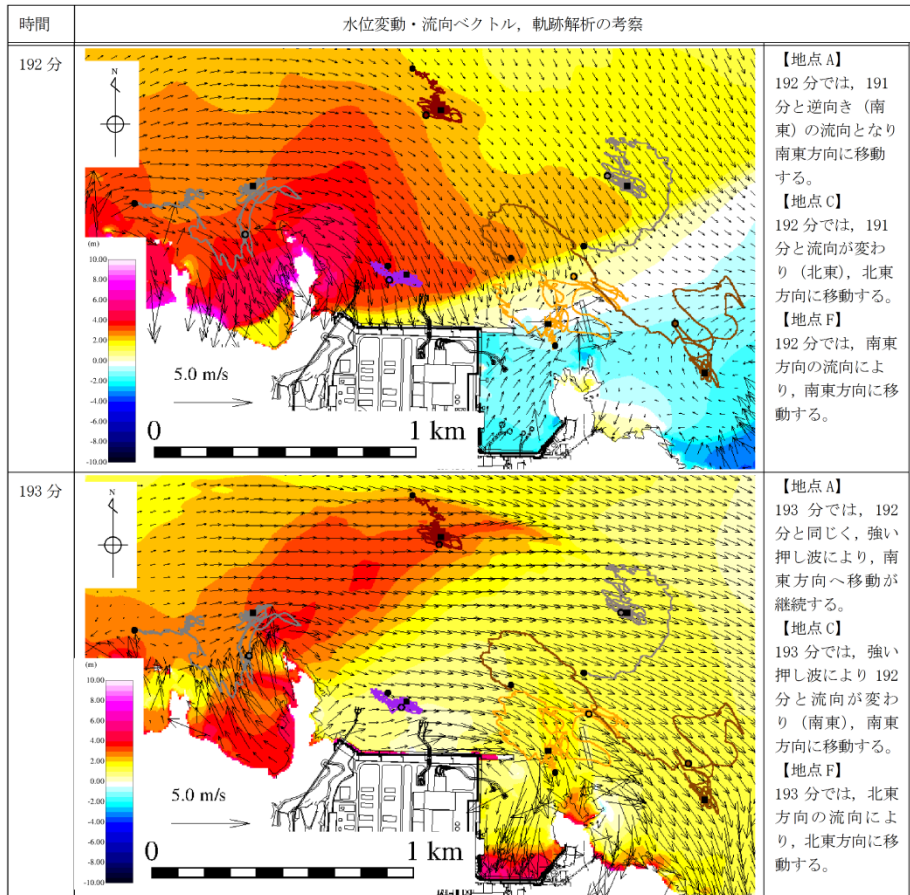 時間
水位変動・流向ベクトル，軌跡解析の考察
192 分
N
(m)
10.00
8.00
6.00
4.00
2.00
0.00
-2.00
-4.00
-6.00
-8.00
-10.00
5.0 m/s
0
1 km
【地点 A】
192 分では，191
分と逆向き（南
東）の流向となり
南東方向に移動
する。
【地点 C】
192 分では，191
分と流向が変わ
り（北東），北東
方向に移動する。
【地点 F】
192 分では，南東
方向の流向によ
り，南東方向に移
動する。
193 分
N
(m)
10.00
8.00
6.00
4.00
2.00
0.00
-2.00
-4.00
-6.00
-8.00
-10.00
5.0 m/s
0
1 km
【地点 A】
193 分では，192
分と同じく，強い
押し波により，南
東方向へ移動が
継続する。
【地点 C】
193 分では，強い
押し波により 192
分と流向が変わ
り（南東），南東
方向に移動する。
【地点 F】
193 分では，北東
方向の流向によ
り，北東方向に移
動する。